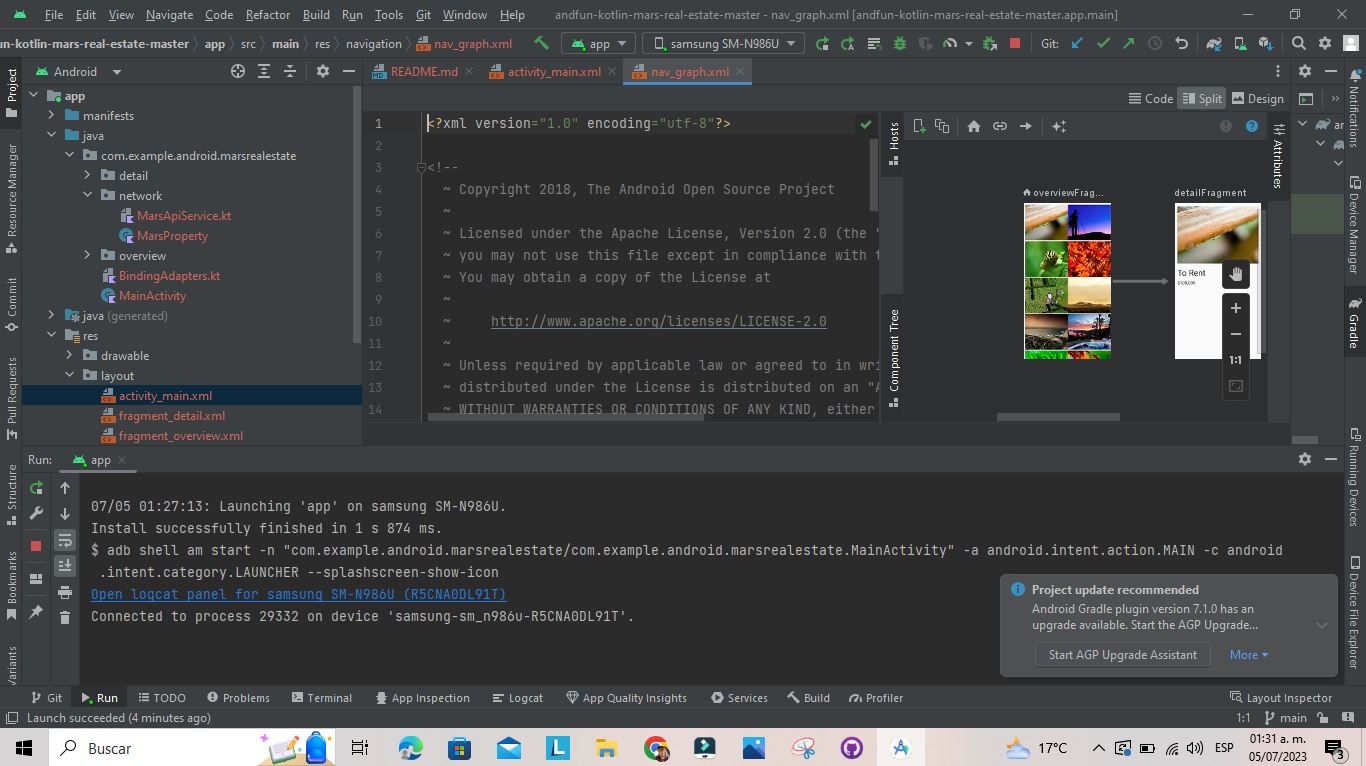 File Edit View Navigate Code Refactor Build Run Tools Git Window Help andfun-kotlin-mars-real-estate-master - nav_graph.xml [andfun-kotlin-mars-real-estate-master.app.main]
un-kotlin-mars-real-estate-master app src main res navigation nav_graph.xml app samsung SM-N986U Git:
Project
Android
README.md activity_main.xml nav_graph.xml
Code Split Design
app
manifests
java
com.example.android.marsrealestate
detail
network
MarsApiService.kt
MarsProperty
overview
BindingAdapters.kt
MainActivity
java (generated)
res
drawable
layout
activity_main.xml
fragment_detail.xml
fragment_overview.xml
Resource Manager
Commit
Pull Requests
Structure
Bookmarks
1 <?xml version="1.0" encoding="utf-8"?>
2
3 <!--
4 ~ Copyright 2018, The Android Open Source Project
5 ~
6 ~ Licensed under the Apache License, Version 2.0 (the "
7 ~ you may not use this file except in compliance with
8 ~ You may obtain a copy of the License at
9 ~
10 ~ http://www.apache.org/licenses/LICENSE-2.0
11 ~
12 ~ Unless required by applicable law or agreed to in wri
13 ~ distributed under the License is distributed on an "A
14 ~ WITHOUT WARRANTIES OR CONDITIONS OF ANY KIND, either
Hosts
Component Tree
overviewFrag...
detailFragment
To Rent
1:1
Attributes
ar
Notifications
Device Manager
Gradle
Running Devices
Device File Explorer
Run: app
07/05 01:27:13: Launching 'app' on samsung SM-N986U.
Install successfully finished in 1 s 874 ms.
$ adb shell am start -n "com.example.android.marsrealestate/com.example.android.marsrealestate.MainActivity" -a android.intent.action.MAIN -c android
.intent.category.LAUNCHER --splashscreen-show-icon
Open logcat panel for samsung SM-N986U (R5CNA0DL91T)
Connected to process 29332 on device 'samsung-sm_n986u-R5CNA0DL91T'.
Project update recommended
Android Gradle plugin version 7.1.0 has an
upgrade available. Start the AGP Upgrade...
Start AGP Upgrade Assistant More
Git Run TODO Problems Terminal App Inspection Logcat App Quality Insights Services Build Profiler Layout Inspector
Launch succeeded (4 minutes ago) 1:1 main
Buscar 17°C ESP 01:31 a. m.
05/07/2023 3